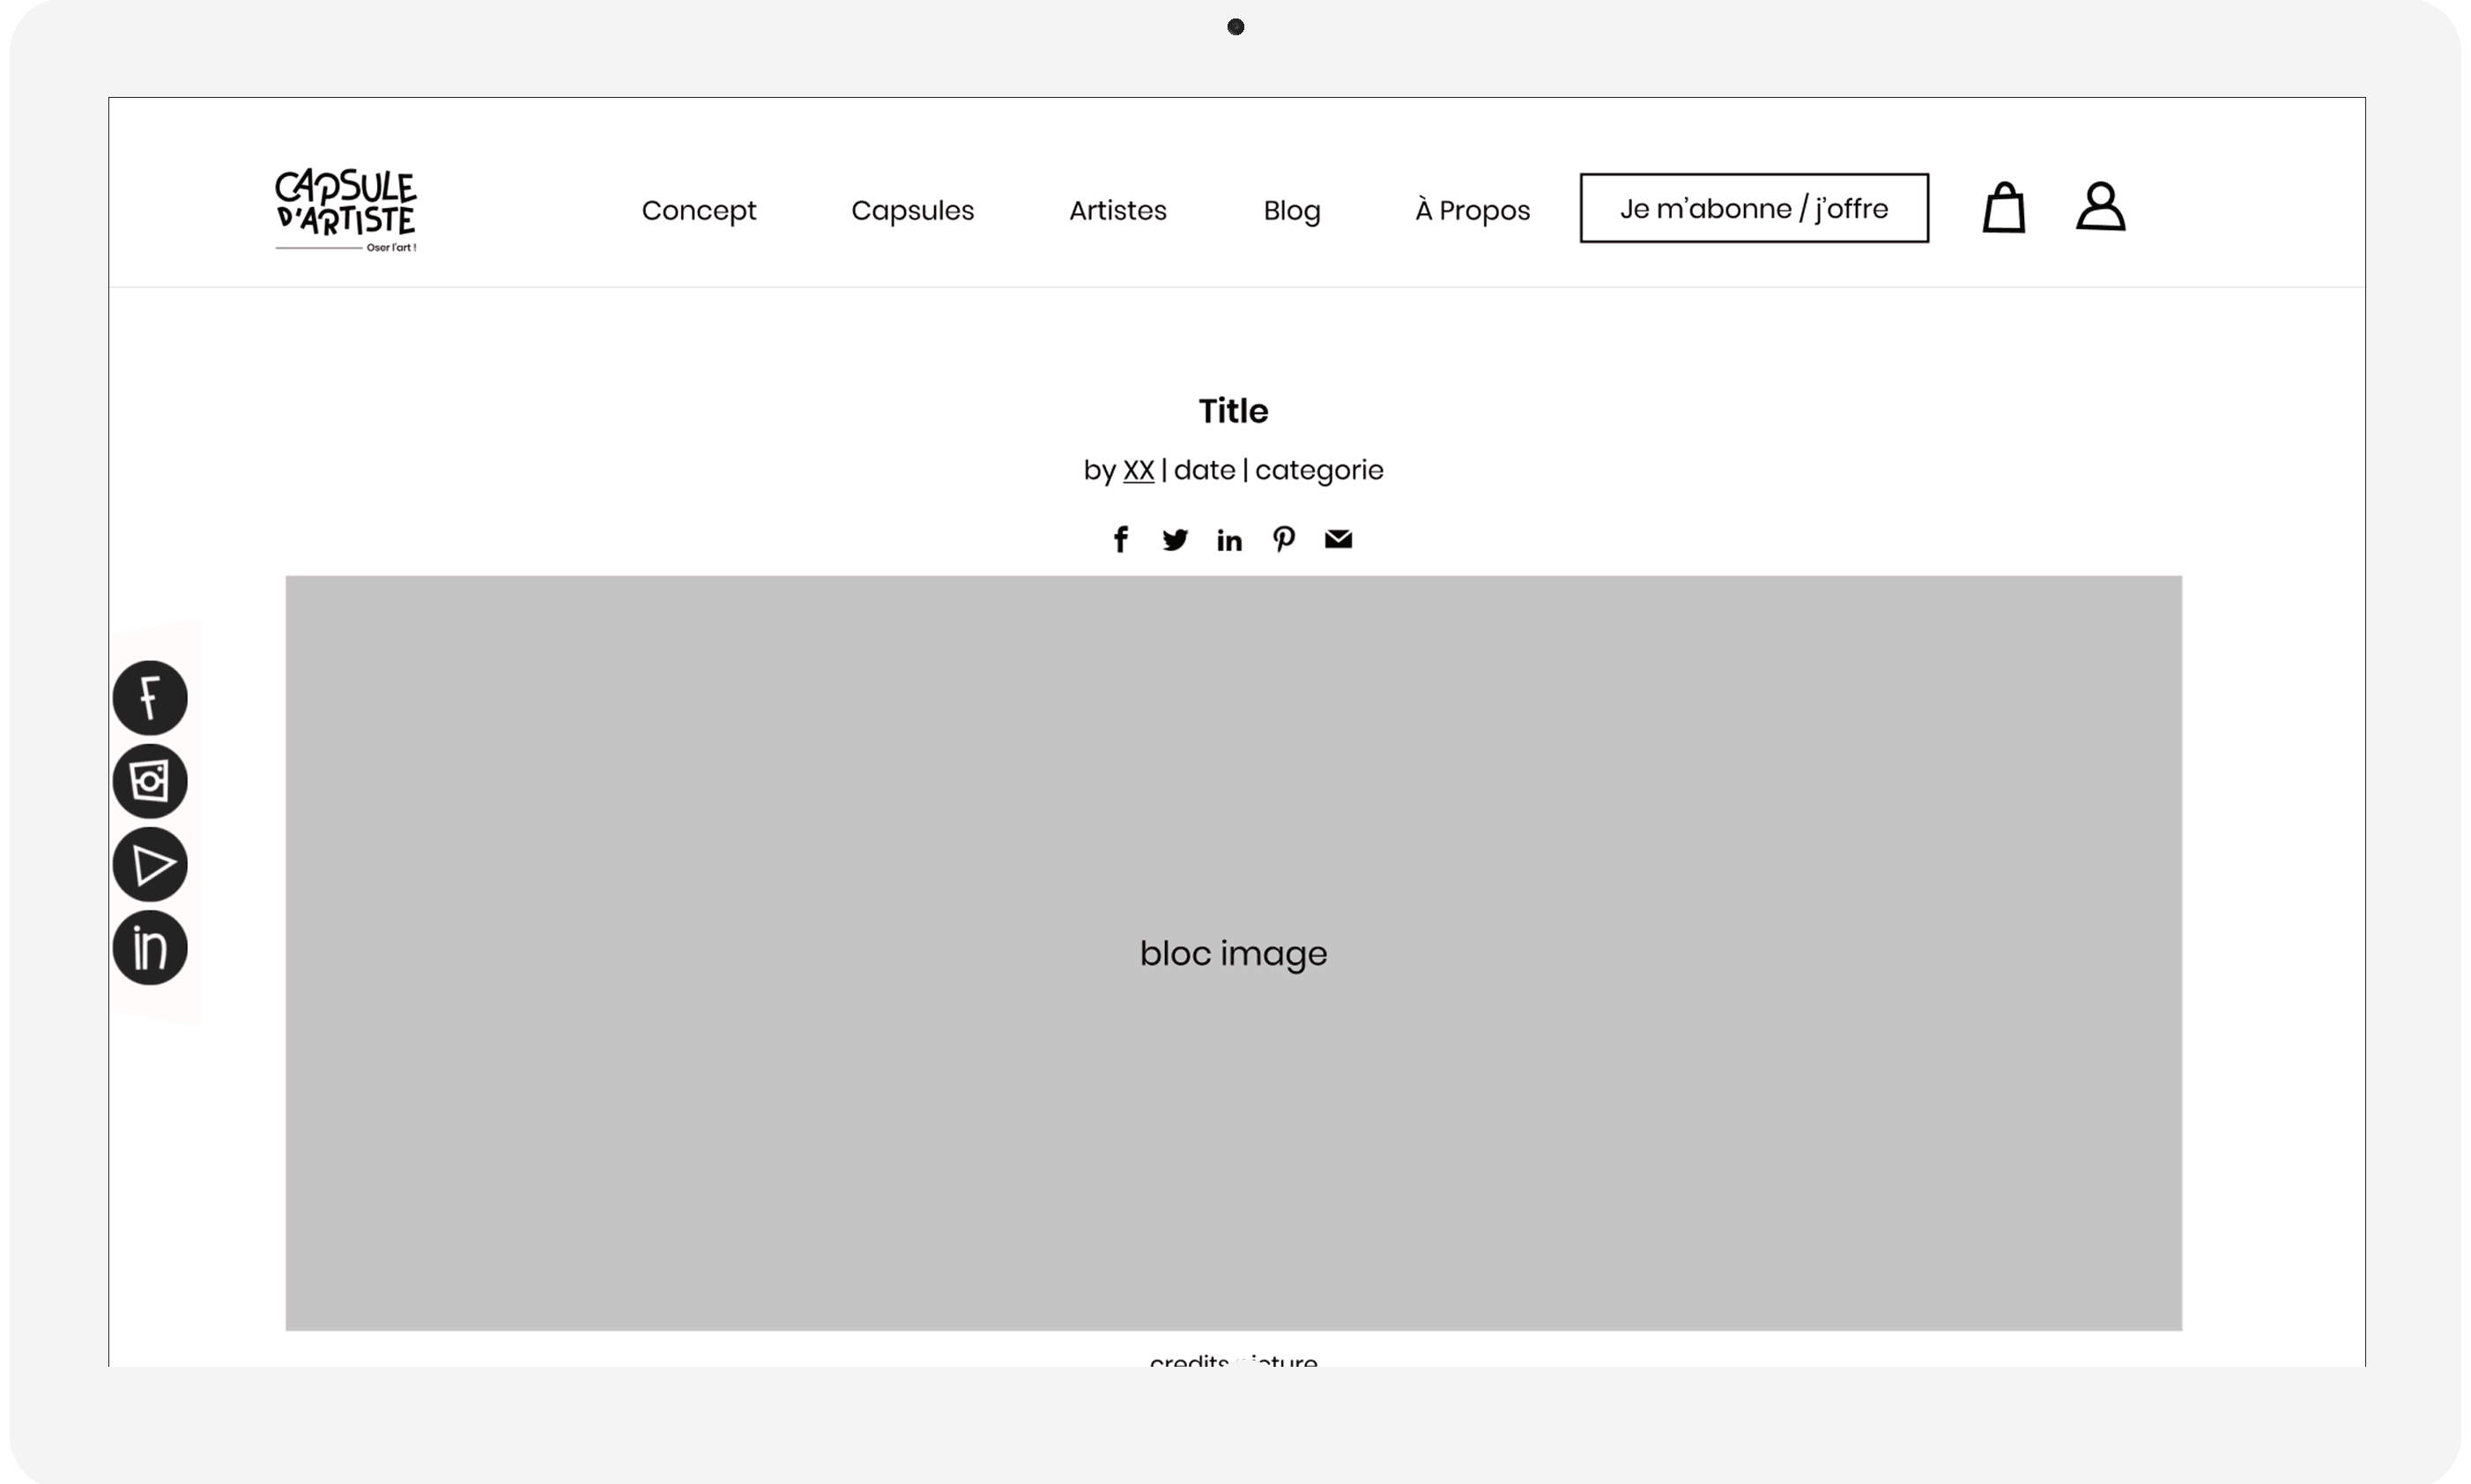 CAPSULE
D'ARTISTE
Oser l'art !
Concept Capsules Artistes Blog À Propos Je m'abonne / j'offre
Title
by XX | date | categorie
bloc image
credits picture